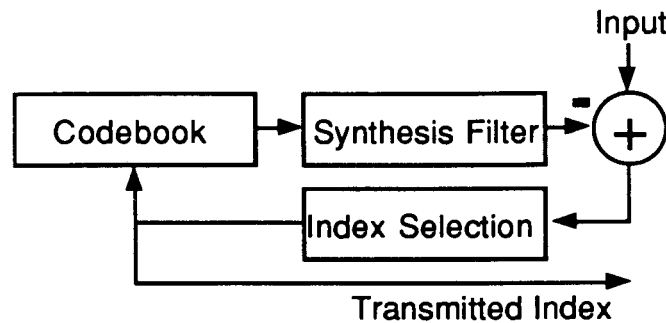 Input
Codebook
Synthesis Filter
-
+
Index Selection
Transmitted Index